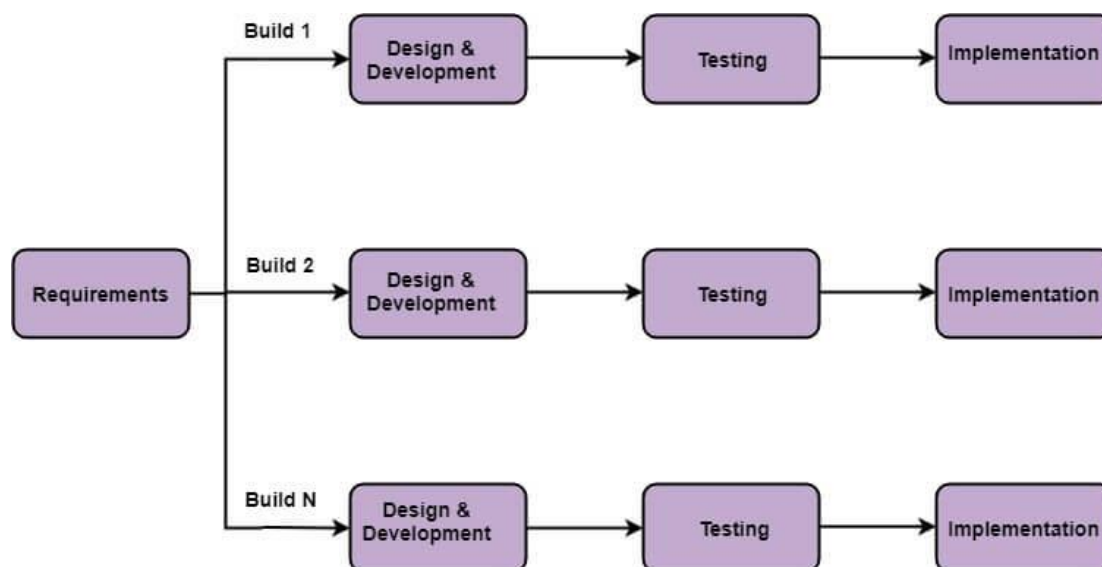 Build 1
Design &
Development
Testing
Implementation
Requirements
Build 2
Design &
Development
Testing
Implementation
Build N
Design &
Development
Testing
Implementation